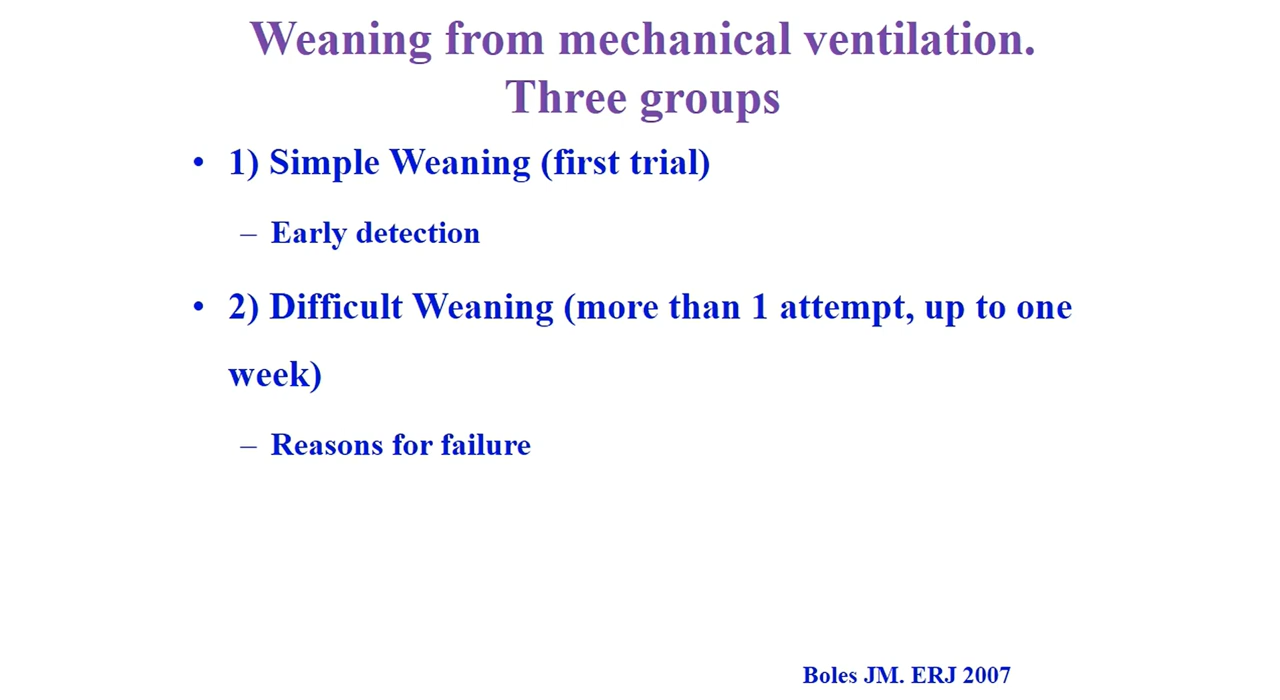 Weaning from mechanical ventilation.
Three groups
• 1) Simple Weaning (first trial)
– Early detection
• 2) Difficult Weaning (more than 1 attempt, up to one
week)
– Reasons for failure
Boles JM. ERJ 2007